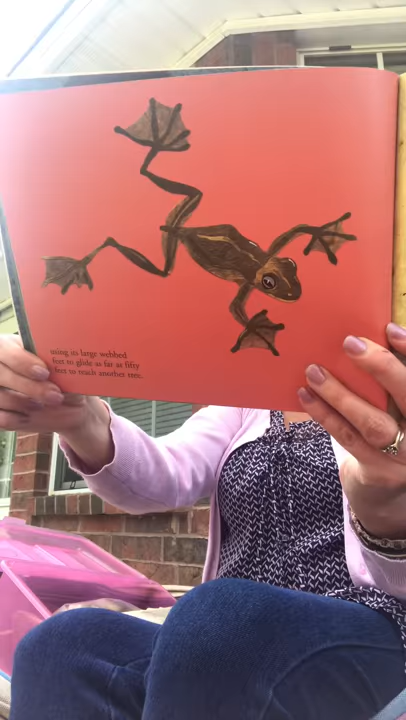 using its large webbed
feet to glide as far as fifty
feet to reach another tree.